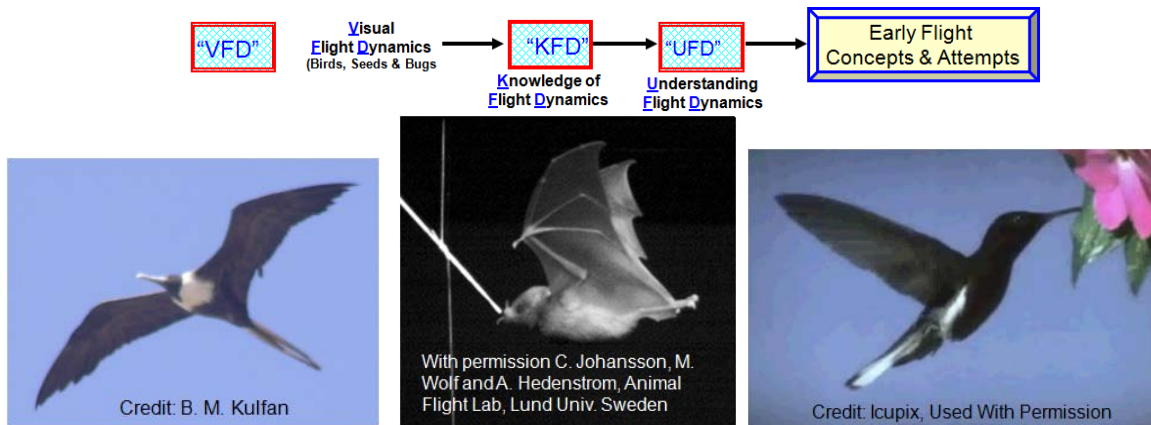 “VFD”
Visual
Flight Dynamics
(Birds, Seeds & Bugs
“KFD”
Knowledge of
Flight Dynamics
“UFD”
Understanding
Flight Dynamics
Early Flight
Concepts & Attempts
Credit: B. M. Kulfan
With permission C. Johansson, M.
Wolf and A. Hedenstrom, Animal
Flight Lab, Lund Univ. Sweden
Credit: Icupix, Used With Permission